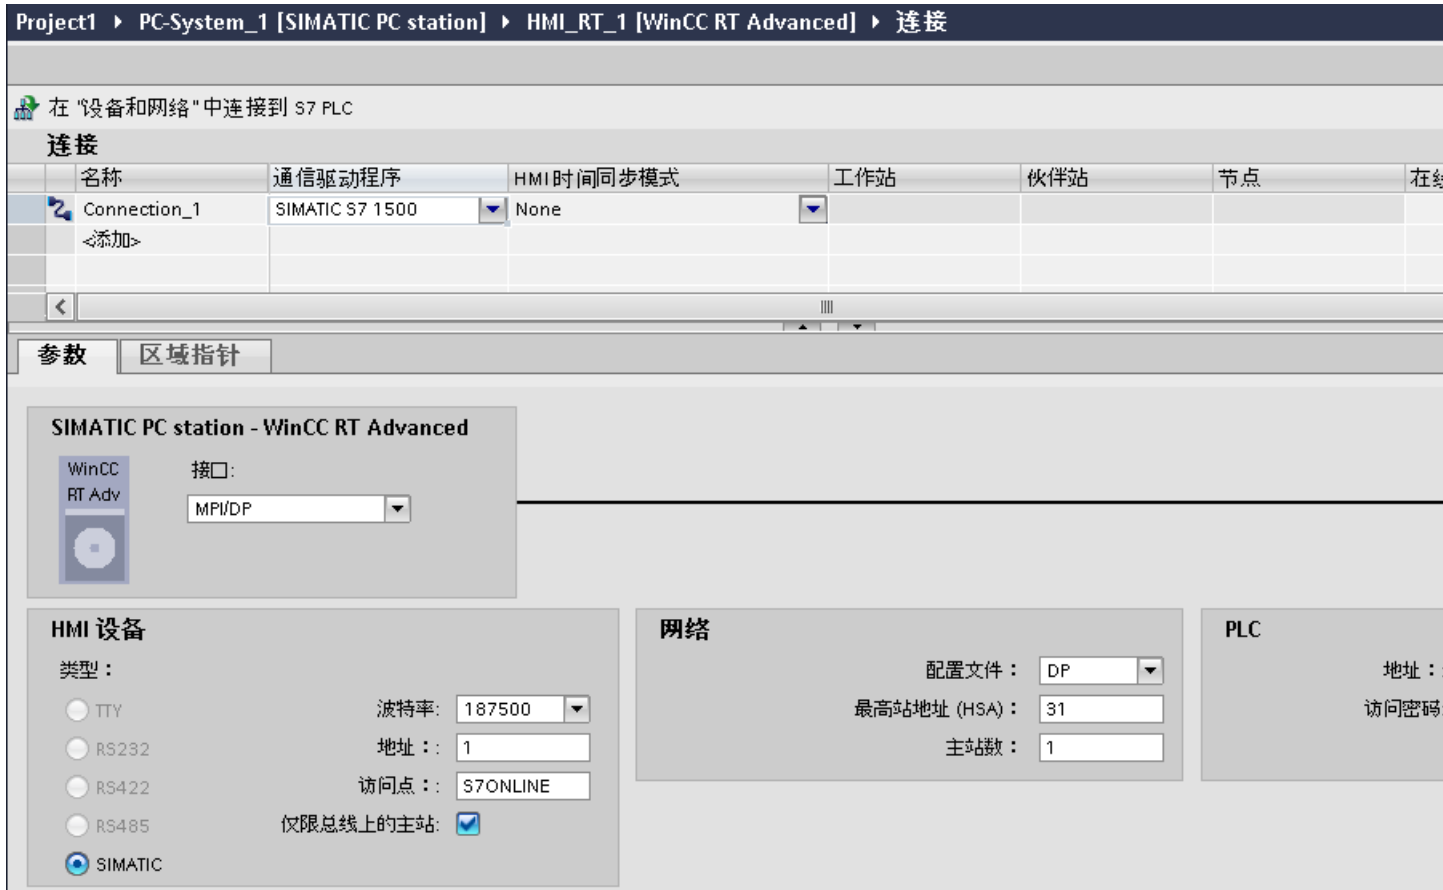 Project1 ▸ PC-System_1 [SIMATIC PC station] ▸ HMI_RT_1 [WinCC RT Advanced] ▸ 连接
在 "设备和网络" 中连接到 S7 PLC
连接
名称 通信驱动程序 HMI时间同步模式 工作站 伙伴站 节点
Connection_1 SIMATIC S7 1500 None
<添加>
参数 区域指针
SIMATIC PC station - WinCC RT Advanced
WinCC
RT Adv
接口:
MPI/DP
HMI 设备
类型：
TTY
RS232
RS422
RS485
SIMATIC
波特率: 187500
地址：: 1
访问点：: S7ONLINE
仅限总线上的主站:
网络
配置文件： DP
最高站地址 (HSA)： 31
主站数： 1
PLC
地址：
访问密码